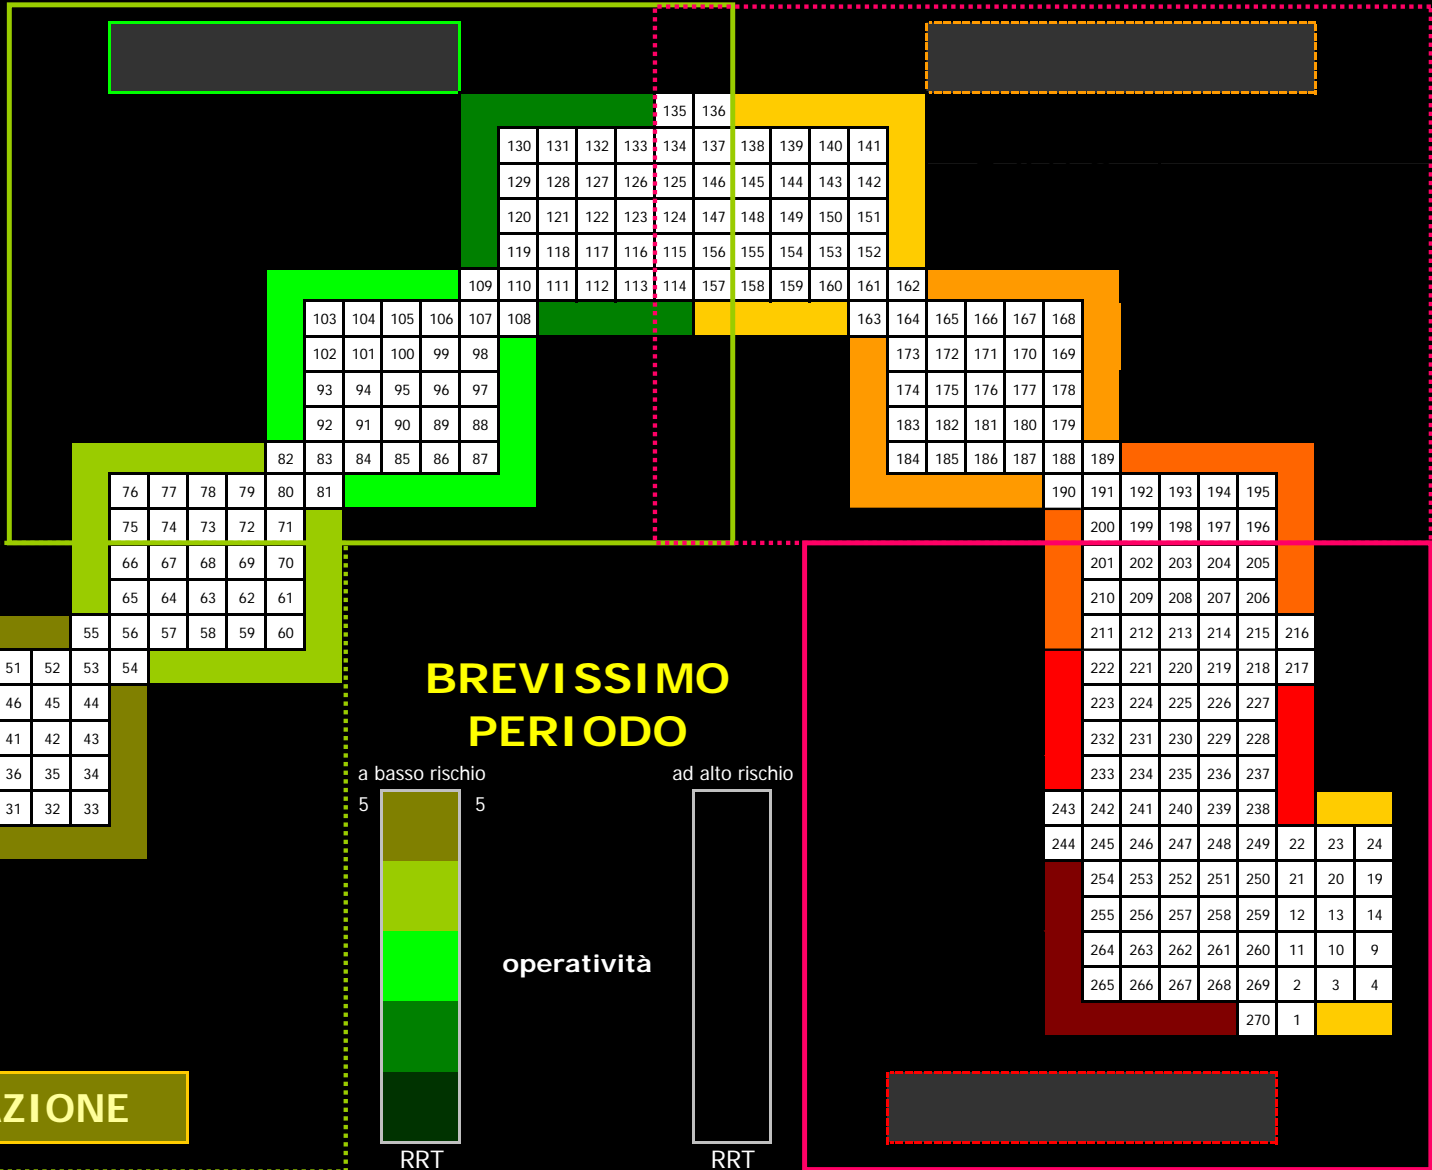 135 136
130 131 132 133 134 137 138 139 140 141
129 128 127 126 125 146 145 144 143 142
120 121 122 123 124 147 148 149 150 151
119 118 117 116 115 156 155 154 153 152
109 110 111 112 113 114 157 158 159 160 161 162
103 104 105 106 107 108 163 164 165 166 167 168
102 101 100 99 98 173 172 171 170 169
93 94 95 96 97 174 175 176 177 178
92 91 90 89 88 183 182 181 180 179
82 83 84 85 86 87 184 185 186 187 188 189
76 77 78 79 80 81 190 191 192 193 194 195
75 74 73 72 71 200 199 198 197 196
66 67 68 69 70 201 202 203 204 205
65 64 63 62 61 210 209 208 207 206
55 56 57 58 59 60 211 212 213 214 215 216
51 52 53 54 222 221 220 219 218 217
46 45 44 223 224 225 226 227
41 42 43 232 231 230 229 228
36 35 34 233 234 235 236 237
31 32 33 243 242 241 240 239 238
244 245 246 247 248 249 22 23 24
254 253 252 251 250 21 20 19
255 256 257 258 259 12 13 14
264 263 262 261 260 11 10 9
265 266 267 268 269 2 3 4
270 1
BREVISSIMO
PERIODO
a basso rischio ad alto rischio
5 5
operatività
AZIONE
RRT RRT